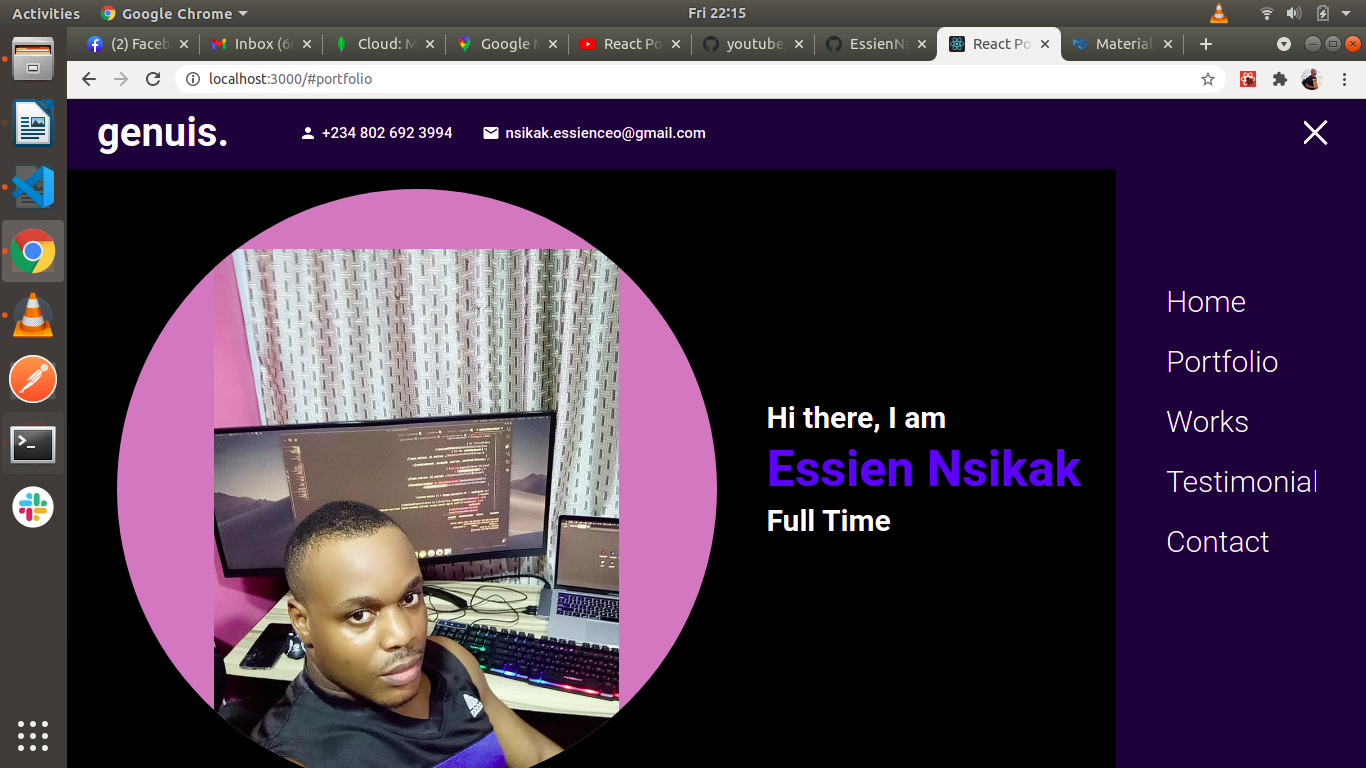 Activities
Google Chrome
Fri 22:15
(2) Faceb
Inbox (6
Cloud: M
Google M
React Po
youtube
EssienNs
React Po
Material
localhost:3000/#portfolio
genuis.
+234 802 692 3994
nsikak.essienceo@gmail.com
Home
Portfolio
Works
Testimonial
Contact
Hi there, I am
Essien Nsikak
Full Time